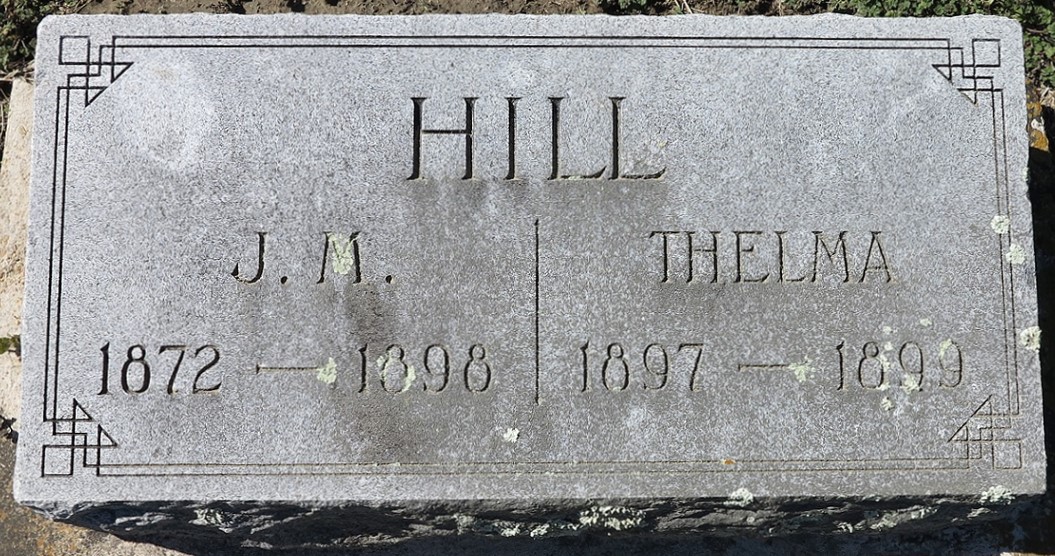 HILL
J. M.
1872 — 1898
THELMA
1897 — 1899